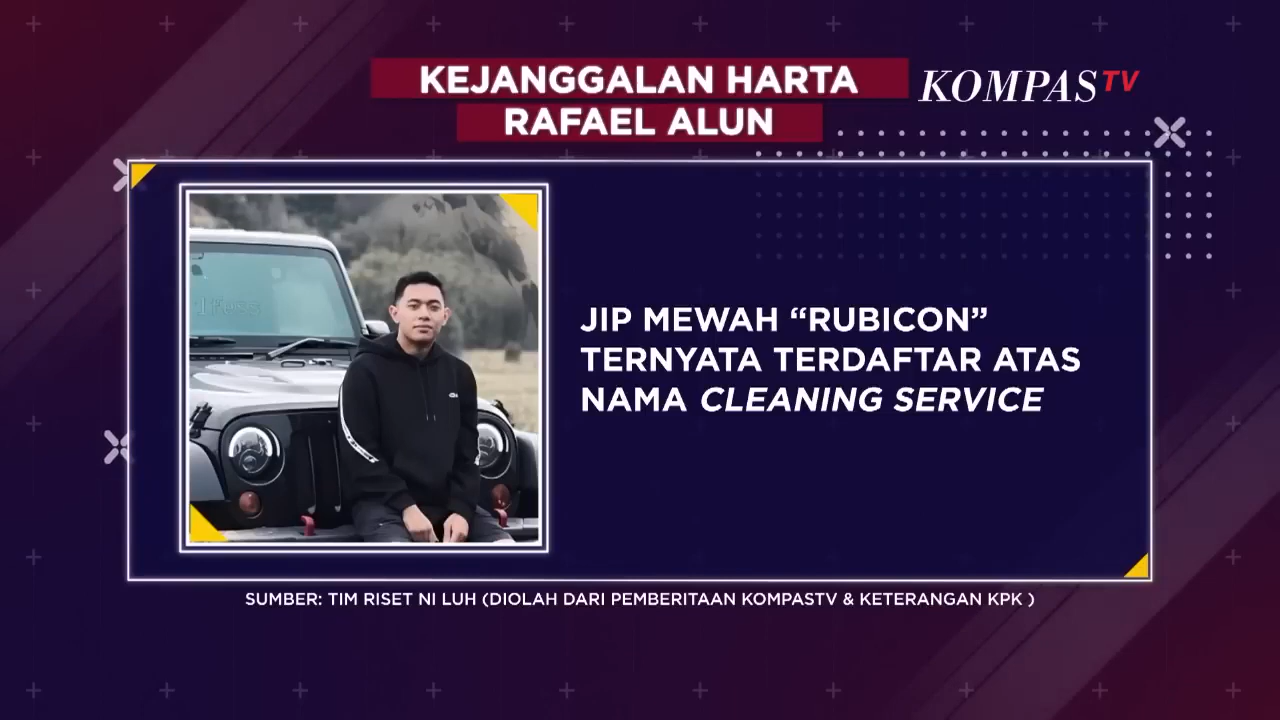 KEJANGGALAN HARTA
RAFAEL ALUN
KOMPASTV
JIP MEWAH “RUBICON”
TERNYATA TERDAFTAR ATAS
NAMA CLEANING SERVICE
SUMBER: TIM RISET NI LUH (DIOLAH DARI PEMBERITAAN KOMPASTV & KETERANGAN KPK )